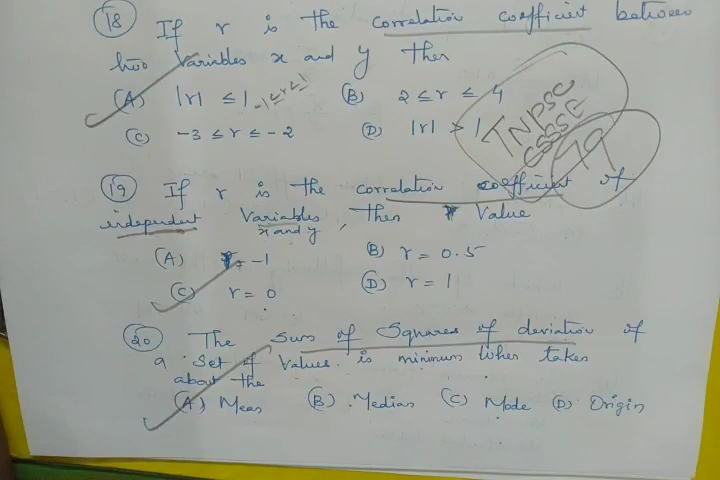 18 If r is the correlation coefficient between
two variables x and y then
(A) |r| ≤ 1 -1 ≤ r ≤ 1 (B) 2 ≤ r ≤ 4
(C) -3 ≤ r ≤ -2 (D) |r| > 1
TNPSC
CSSSE
19 If r is the correlation coefficient of
independent variables x and y, then r value
(A) r = -1 (B) r = 0.5
(C) r = 0 (D) r = 1
20 The Sum of Squares of deviation of
a set of values is minimum when taken
about the
(A) Mean (B) Median (C) Mode (D) Origin